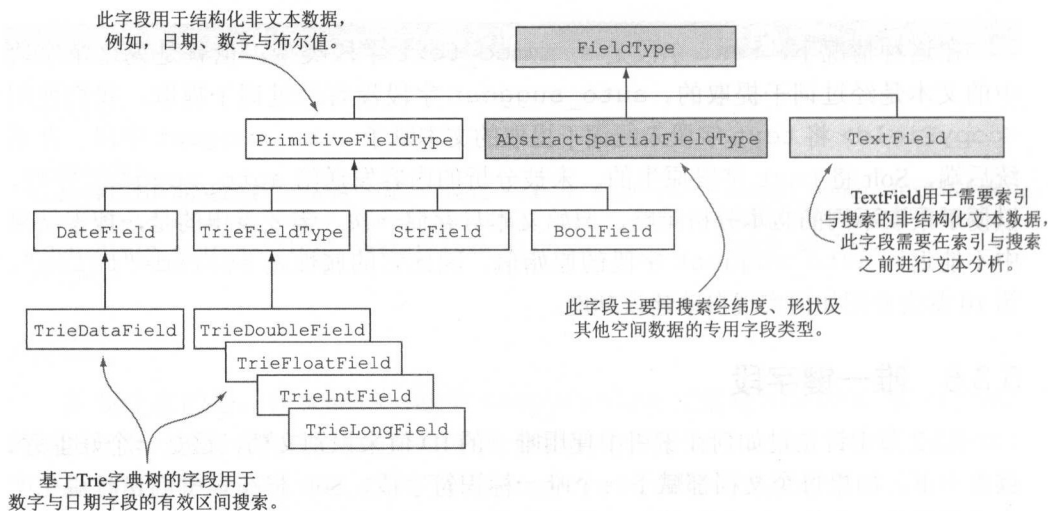 此字段用于结构化非文本数据，
例如，日期、数字与布尔值。
FieldType
PrimitiveFieldType
AbstractSpatialFieldType
TextField
DateField
TrieFieldType
StrField
BoolField
TextField用于需要索引
与搜索的非结构化文本数据，
此字段需要在索引与搜索
之前进行文本分析。
此字段主要用搜索经纬度、形状及
其他空间数据的专用字段类型。
TrieDataField
TrieDoubleField
TrieFloatField
TrieIntField
TrieLongField
基于Trie字典树的字段用于
数字与日期字段的有效区间搜索。